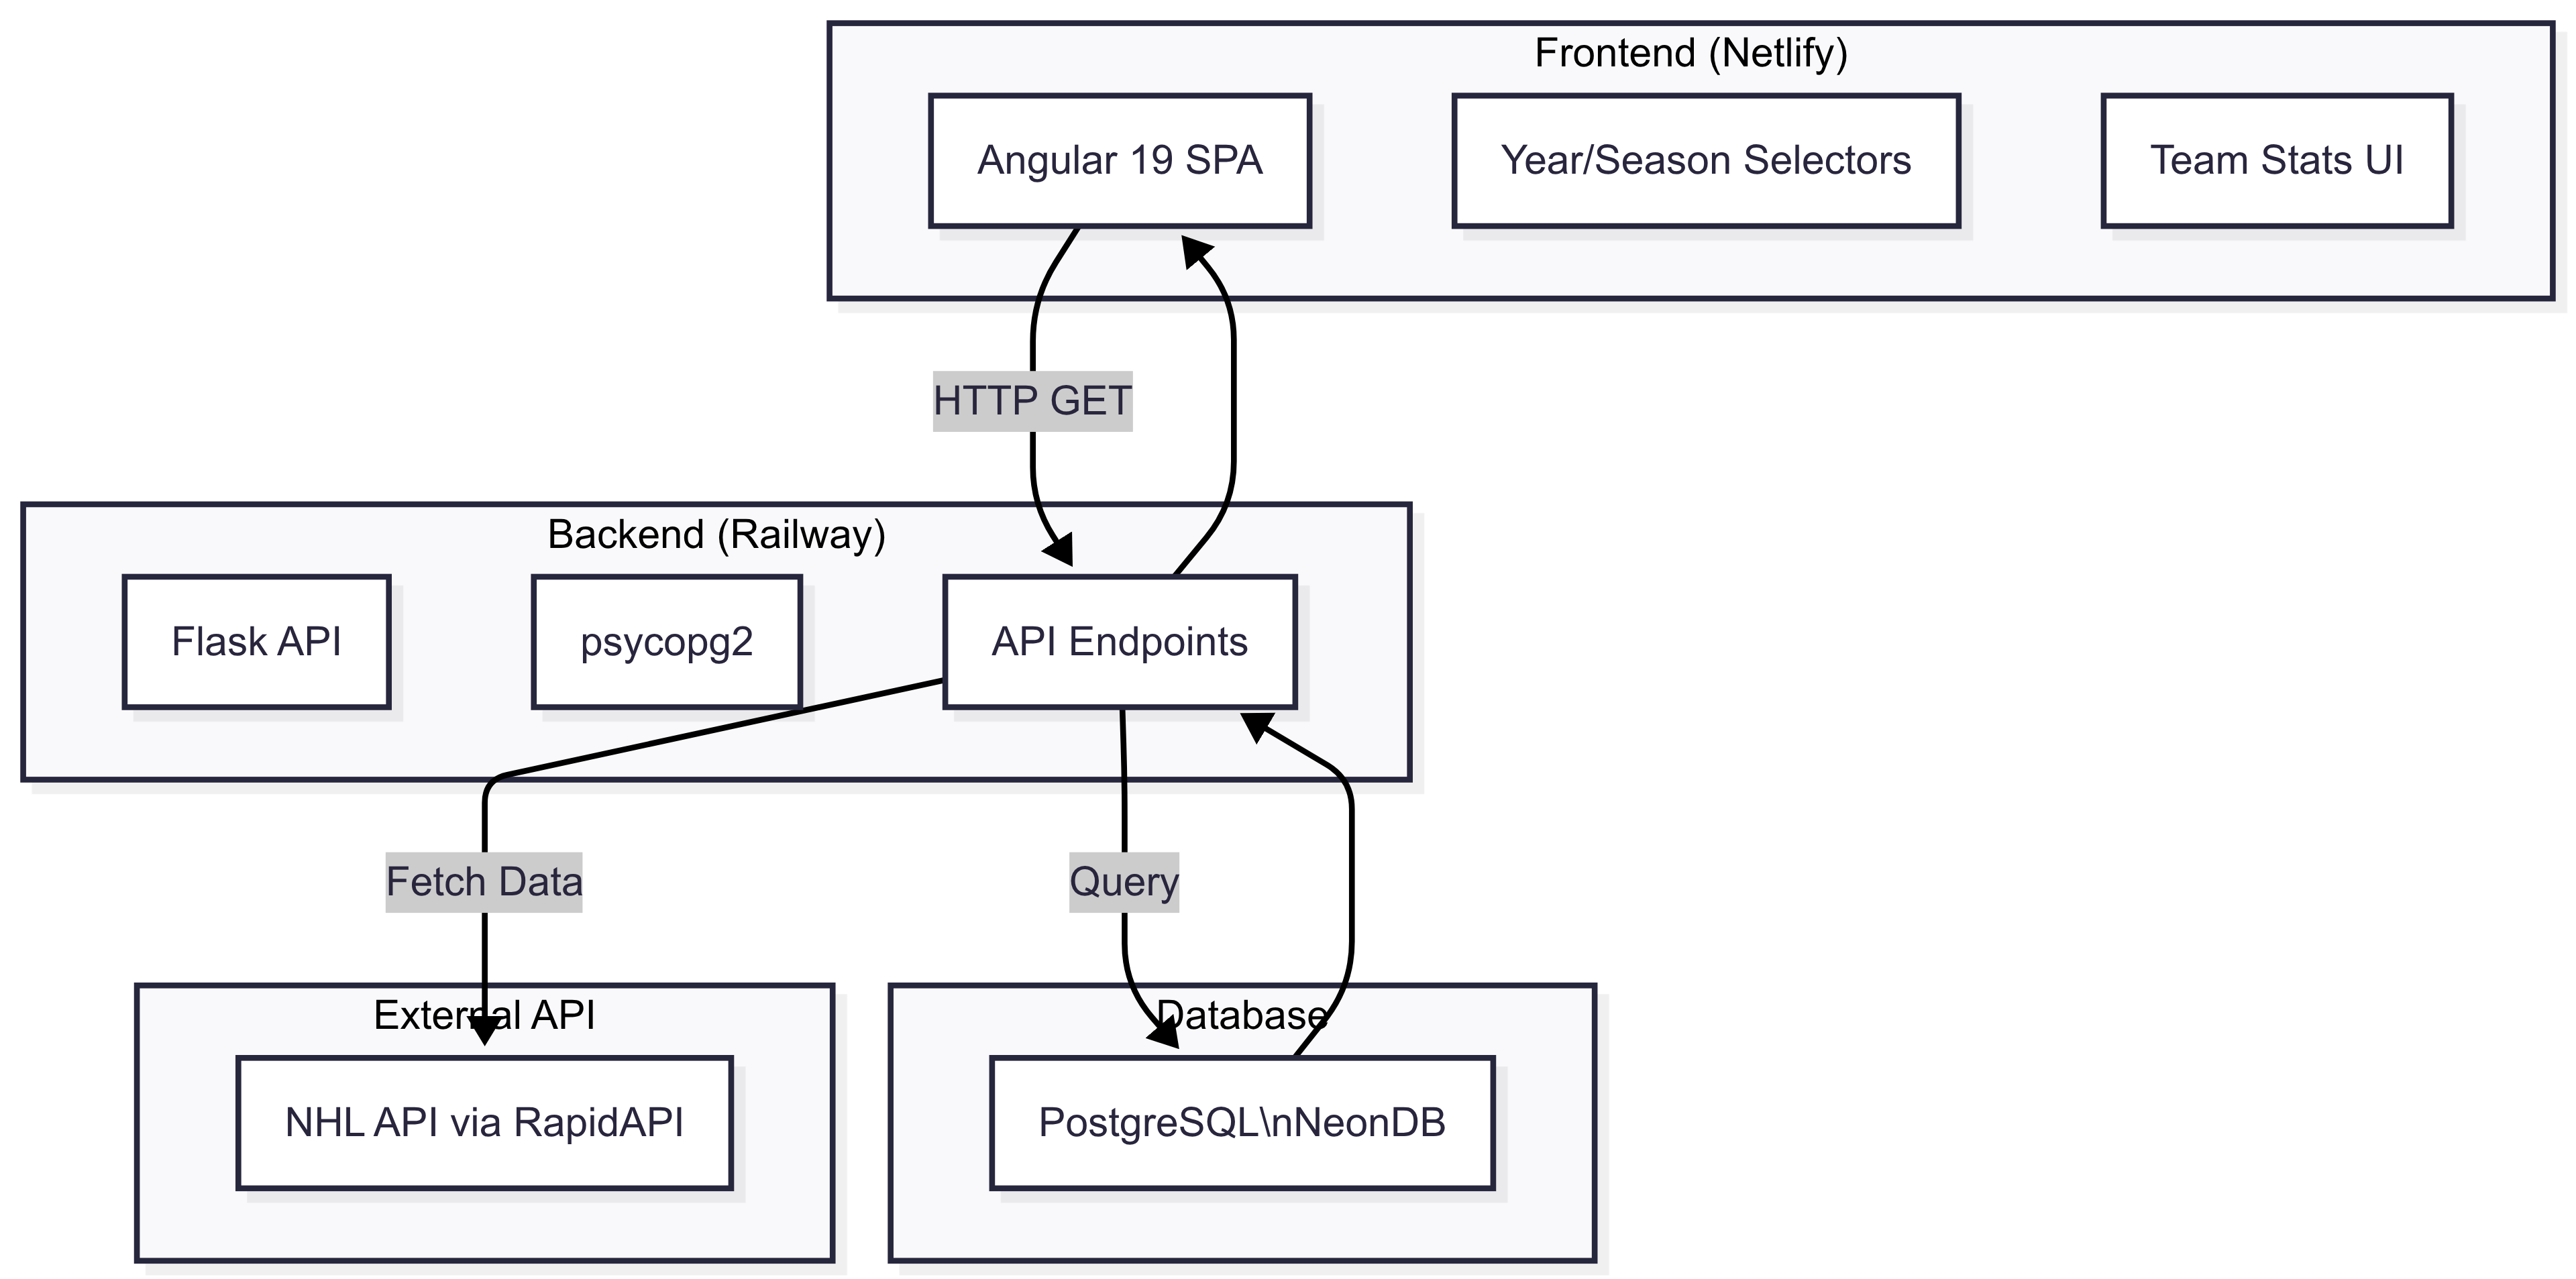 Frontend (Netlify)
Angular 19 SPA
Year/Season Selectors
Team Stats UI
HTTP GET
Backend (Railway)
Flask API
psycopg2
API Endpoints
Fetch Data
Query
External API
Database
NHL API via RapidAPI
PostgreSQL\nNeonDB